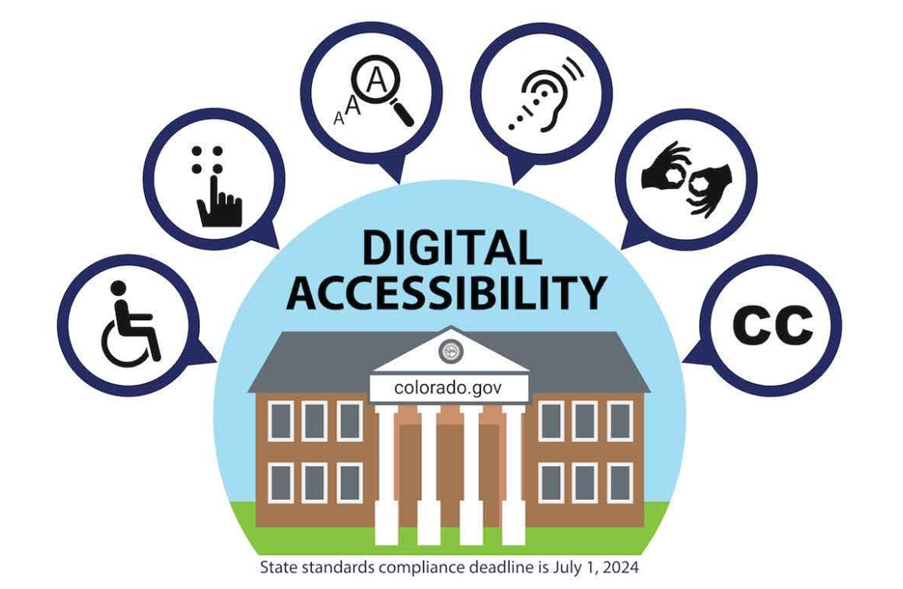 A A A
DIGITAL
ACCESSIBILITY
CC
colorado.gov
State standards compliance deadline is July 1, 2024